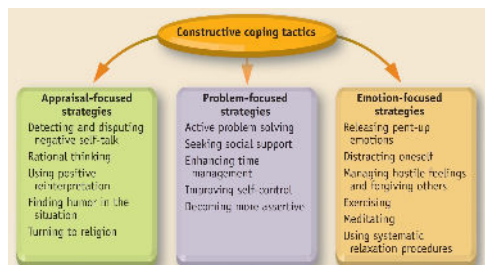 Constructive coping tactics
Appraisal-focused
strategies
Detecting and disputing
negative self-talk
Rational thinking
Using positive
reinterpretation
Finding humor in the
situation
Turning to religion
Problem-focused
strategies
Active problem solving
Seeking social support
Enhancing time
management
Improving self-control
Becoming more assertive
Emotion-focused
strategies
Releasing pent-up
emotions
Distracting oneself
Managing hostile feelings
and forgiving others
Exercising
Meditating
Using systematic
relaxation procedures